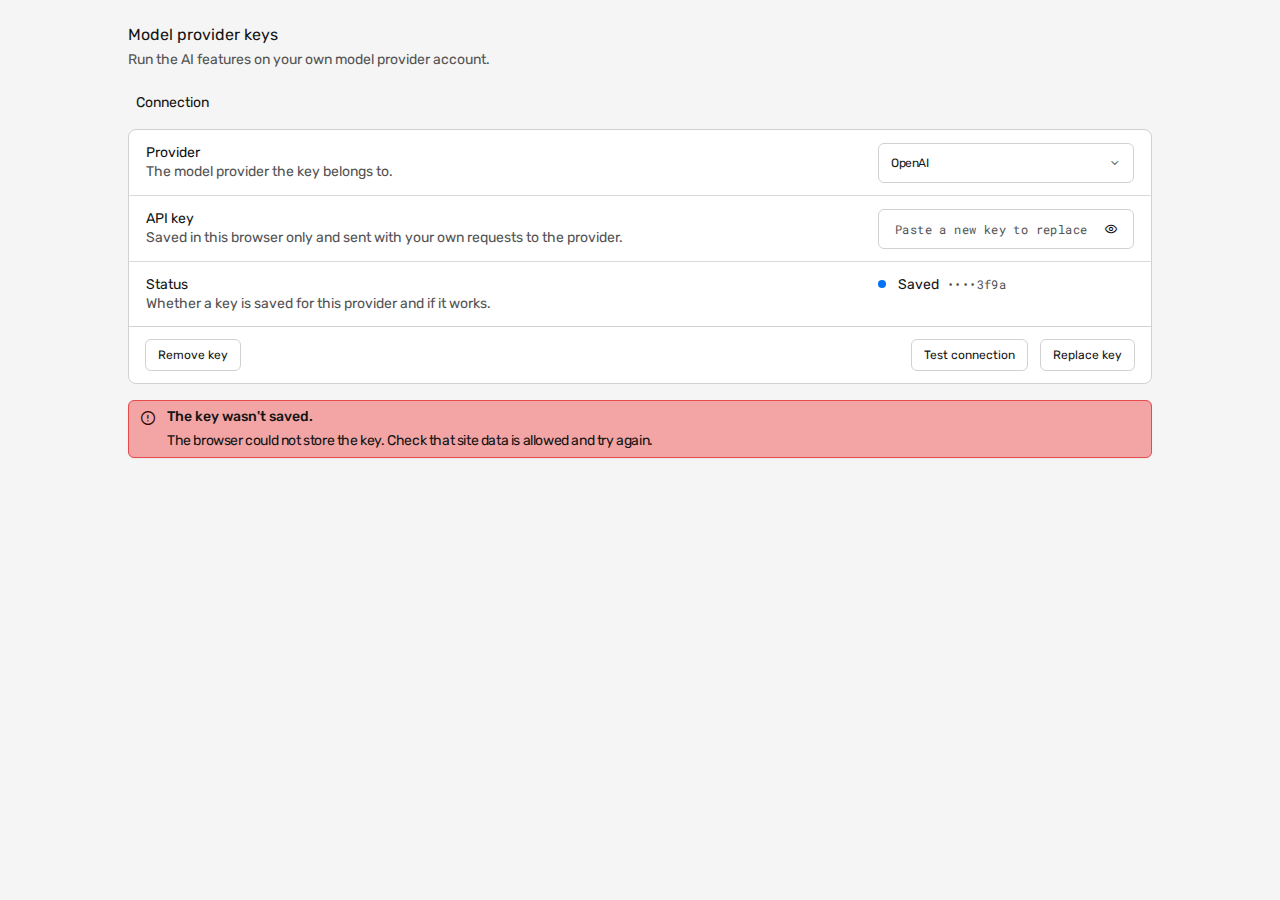 Model provider keys
Run the AI features on your own model provider account.
Connection
Provider
The model provider the key belongs to.
OpenAI
API key
Saved in this browser only and sent with your own requests to the provider.
Paste a new key to replace
Status
Whether a key is saved for this provider and if it works.
Saved ····3f9a
Remove key
Test connection
Replace key
The key wasn't saved.
The browser could not store the key. Check that site data is allowed and try again.